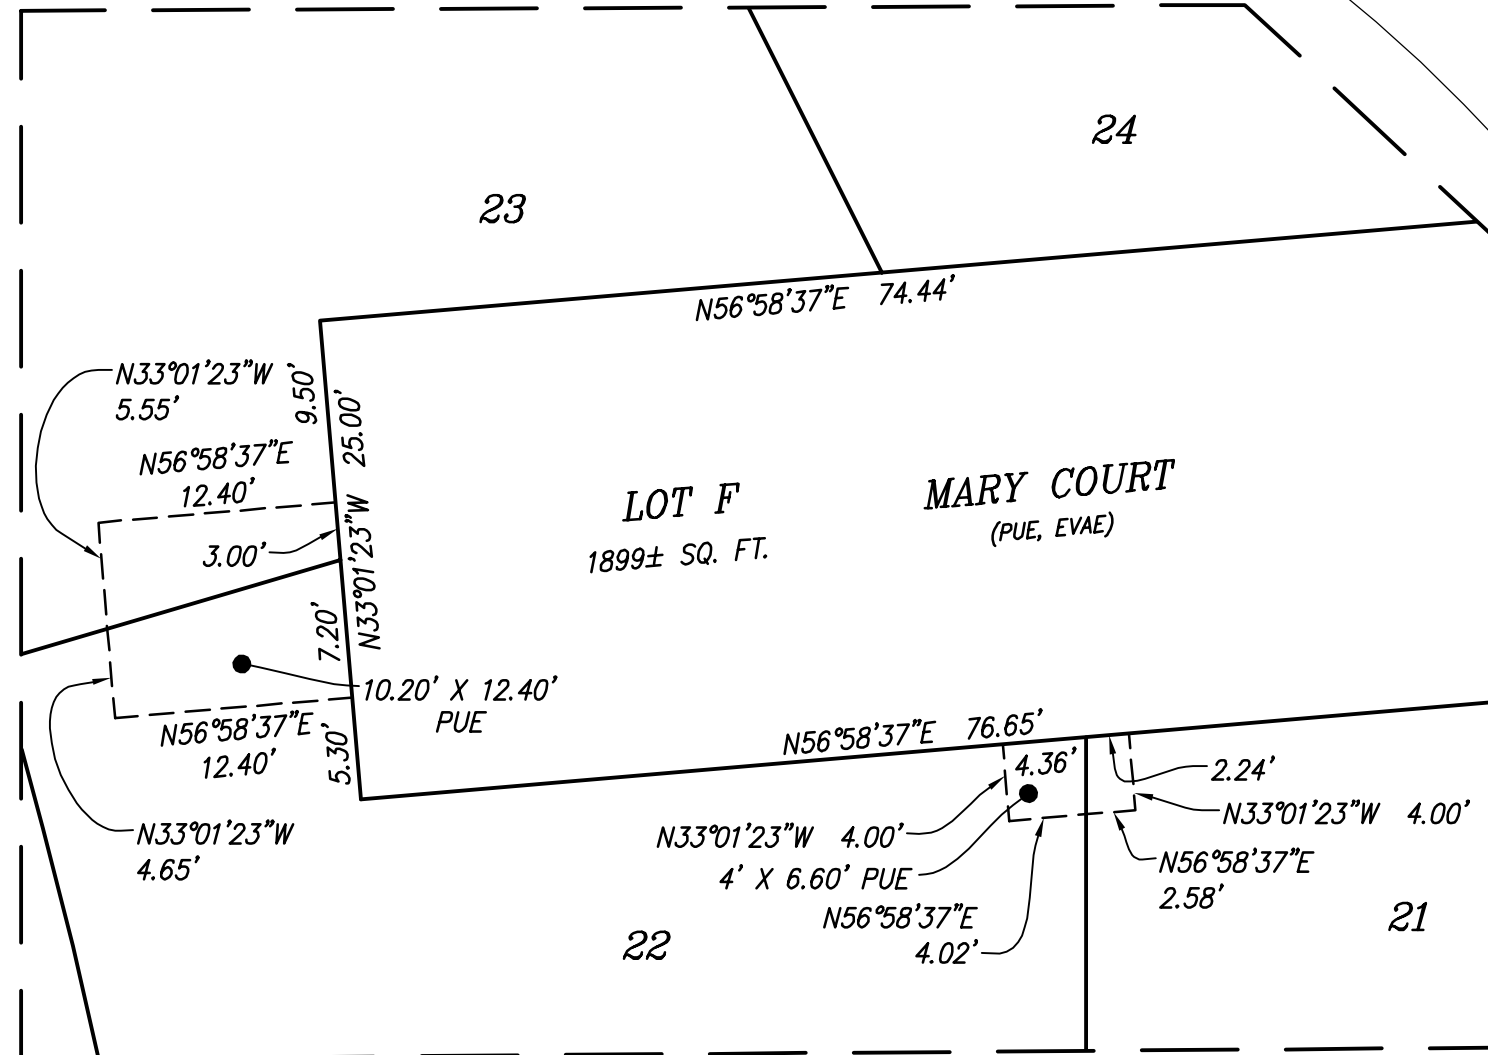 24
23
N56°58'37"E 74.44'
N33°01'23"W
5.55'
9.50'
25.00'
N33°01'23"W
N56°58'37"E
12.40'
LOT F
1899± SQ. FT.
MARY COURT
(PUE, EVAE)
3.00'
7.20'
10.20' X 12.40'
PUE
N56°58'37"E
12.40'
5.30'
N33°01'23"W
4.65'
N56°58'37"E 76.65'
4.36'
2.24'
N33°01'23"W 4.00'
N33°01'23"W 4.00'
4' X 6.60' PUE
N56°58'37"E
2.58'
N56°58'37"E
4.02'
22
21